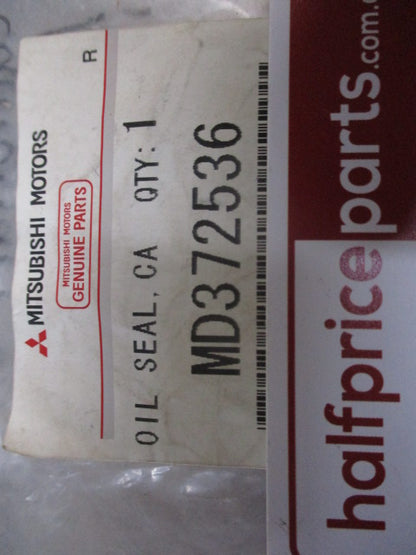 MITSUBISHI MOTORS
R
MITSUBISHI MOTORS
GENUINE PARTS
OIL SEAL, CA QTY: 1
MD372536
halfpriceparts.com.